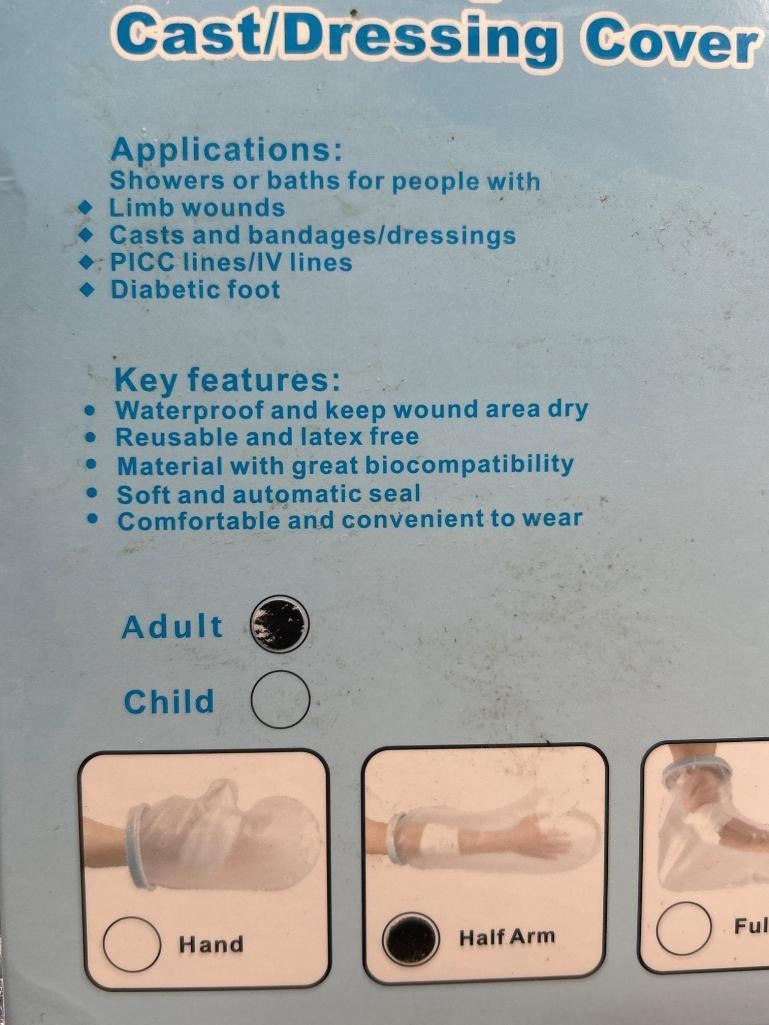 Cast/Dressing Cover
Applications:
Showers or baths for people with
◆ Limb wounds
◆ Casts and bandages/dressings
◆ PICC lines/IV lines
◆ Diabetic foot
Key features:
• Waterproof and keep wound area dry
• Reusable and latex free
• Material with great biocompatibility
• Soft and automatic seal
• Comfortable and convenient to wear
Adult
Child
Hand
Half Arm